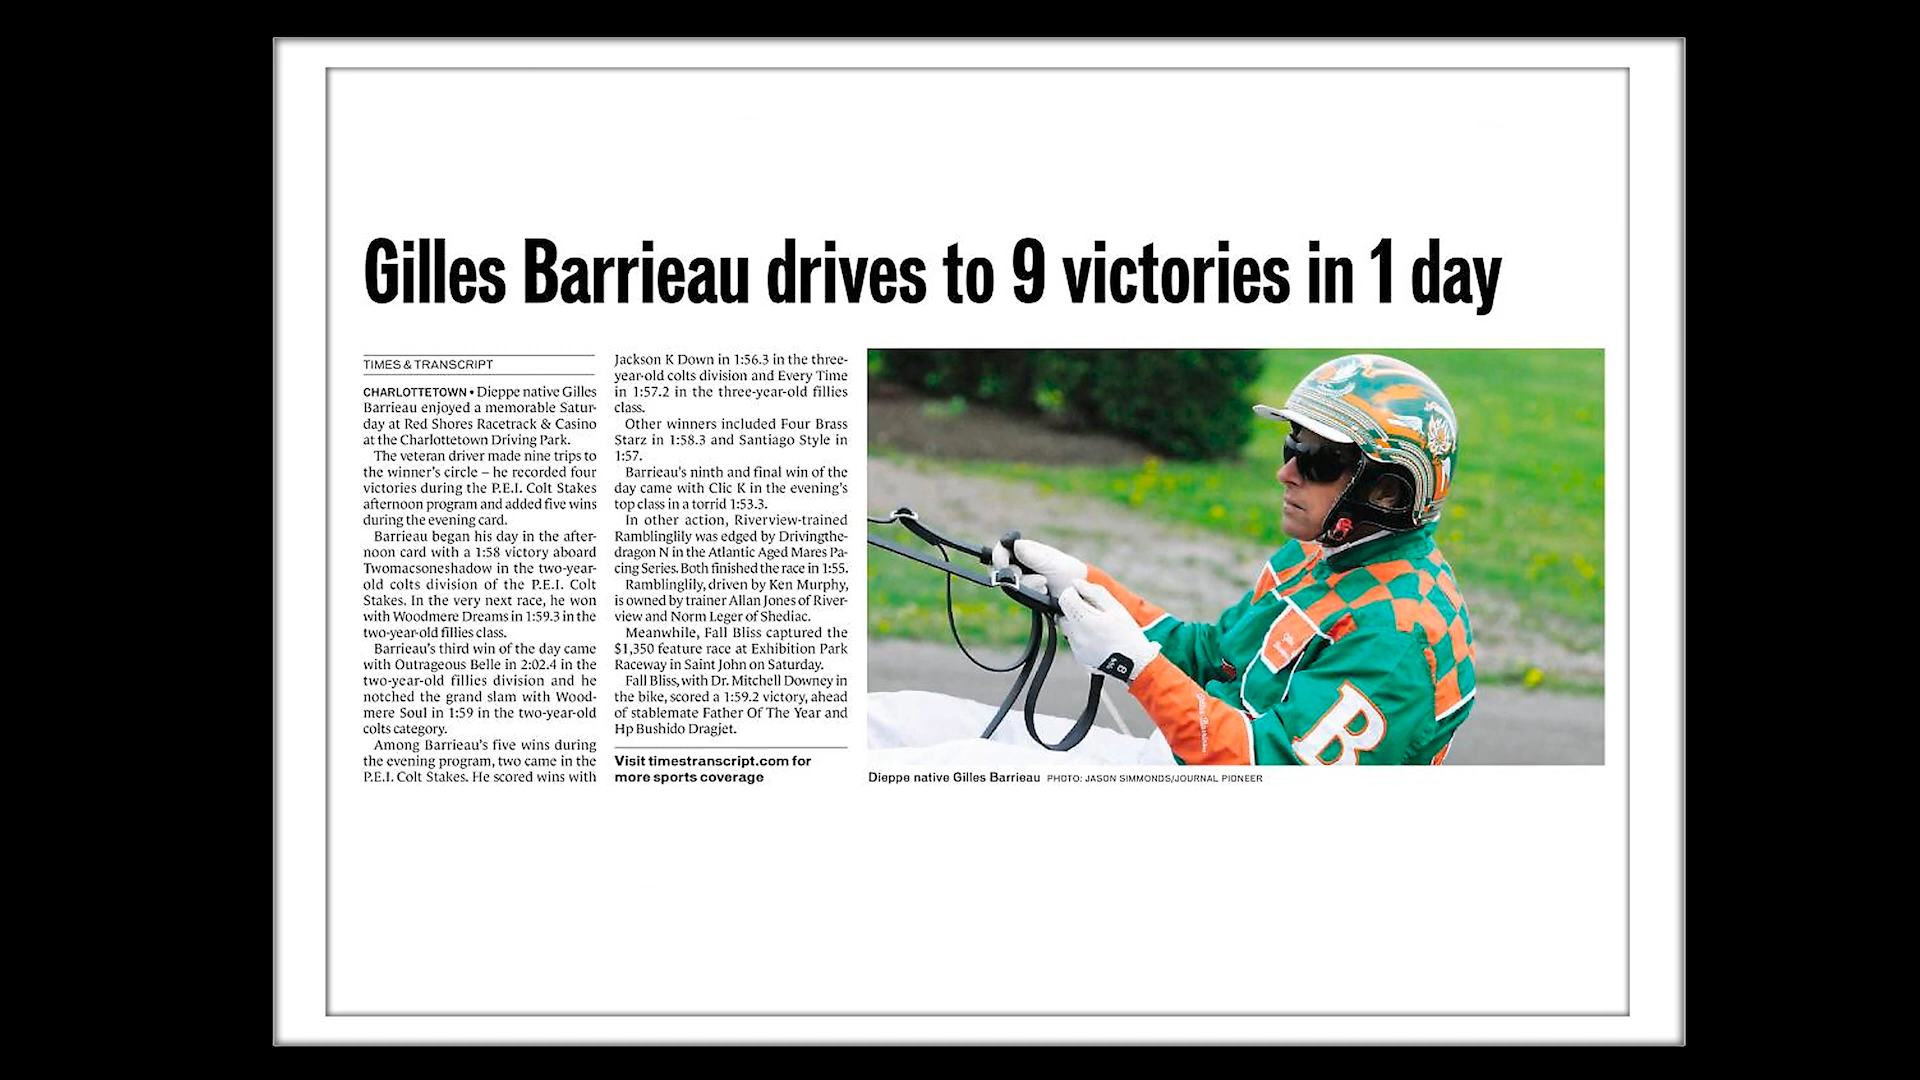 Gilles Barrieau drives to 9 victories in 1 day
TIMES & TRANSCRIPT
CHARLOTTETOWN • Dieppe native Gilles
Barrieau enjoyed a memorable Satur-
day at Red Shores Racetrack & Casino
at the Charlottetown Driving Park.
The veteran driver made nine trips to
the winner's circle – he recorded four
victories during the P.E.I. Colt Stakes
afternoon program and added five wins
during the evening card.
Barrieau began his day in the after-
noon card with a 1:58 victory aboard
Twomacsoneshadow in the two-year-
old colts division of the P.E.I. Colt
Stakes. In the very next race, he won
with Woodmere Dreams in 1:59.3 in the
two-year-old fillies class.
Barrieau's third win of the day came
with Outrageous Belle in 2:02.4 in the
two-year-old fillies division and he
notched the grand slam with Wood-
mere Soul in 1:59 in the two-year-old
colts category.
Among Barrieau's five wins during
the evening program, two came in the
P.E.I. Colt Stakes. He scored wins with
Jackson K Down in 1:56.3 in the three-
year-old colts division and Every Time
in 1:57.2 in the three-year-old fillies
class.
Other winners included Four Brass
Starz in 1:58.3 and Santiago Style in
1:57.
Barrieau's ninth and final win of the
day came with Clic K in the evening's
top class in a torrid 1:53.3.
In other action, Riverview-trained
Ramblinglily was edged by Drivingthe-
dragon N in the Atlantic Aged Mares Pa-
cing Series. Both finished the race in 1:55.
Ramblinglily, driven by Ken Murphy,
is owned by trainer Allan Jones of River-
view and Norm Leger of Shediac.
Meanwhile, Fall Bliss captured the
$1,350 feature race at Exhibition Park
Raceway in Saint John on Saturday.
Fall Bliss, with Dr. Mitchell Downey in
the bike, scored a 1:59.2 victory, ahead
of stablemate Father Of The Year and
Hp Bushido Dragjet.
Visit timestranscript.com for
more sports coverage
B
Dieppe native Gilles Barrieau PHOTO: JASON SIMMONDS/JOURNAL PIONEER